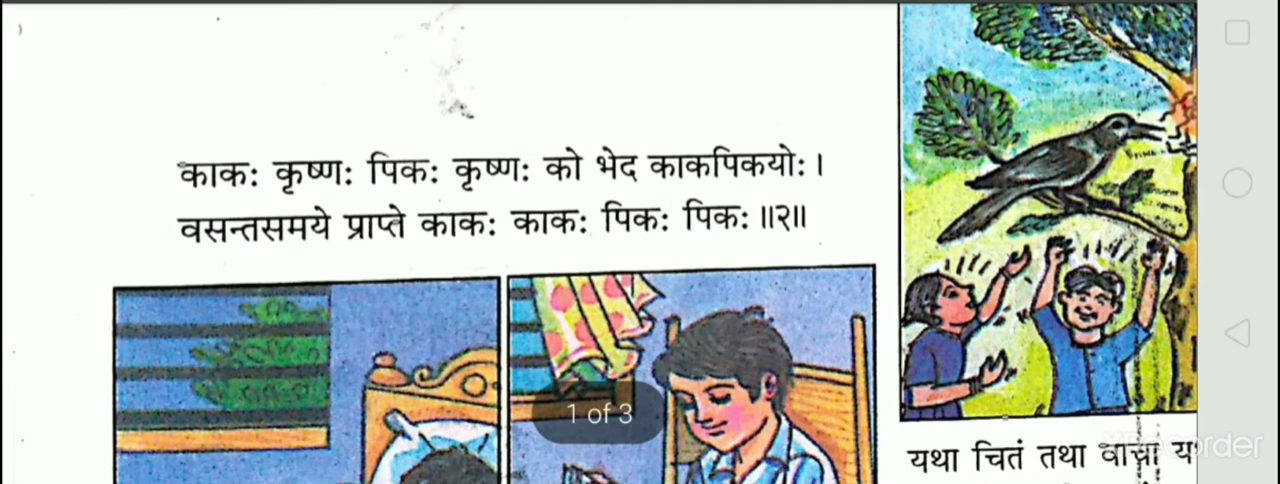 काकः कृष्णः पिकः कृष्णः को भेद काकपिकयोः ।
वसन्तसमये प्राप्ते काकः काकः पिकः पिकः ॥२॥
1 of 3
यथा चितं तथा वाचा य